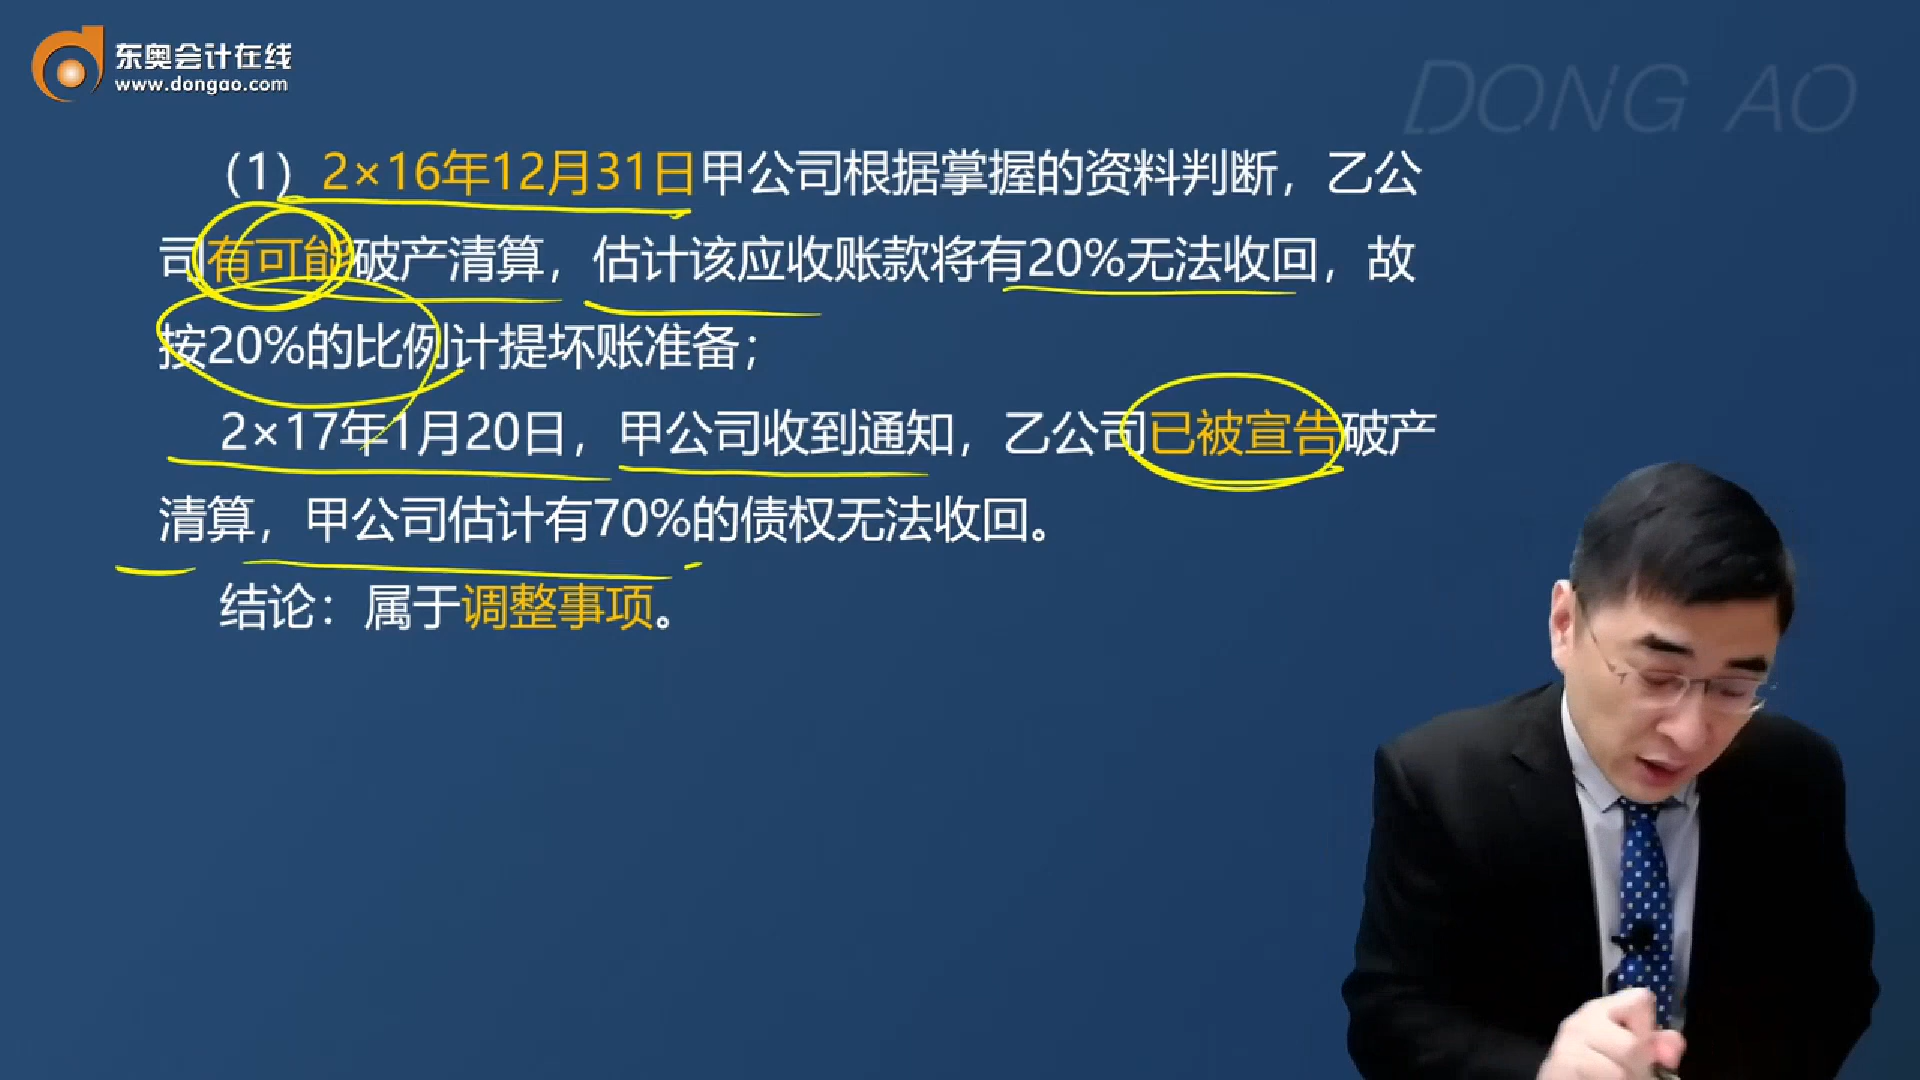 东奥会计在线
www.dongao.com
DONG AO
（1）2×16年12月31日甲公司根据掌握的资料判断，乙公
司有可能破产清算，估计该应收账款将有20%无法收回，故
按20%的比例计提坏账准备；
2×17年1月20日，甲公司收到通知，乙公司已被宣告破产
清算，甲公司估计有70%的债权无法收回。
结论：属于调整事项。